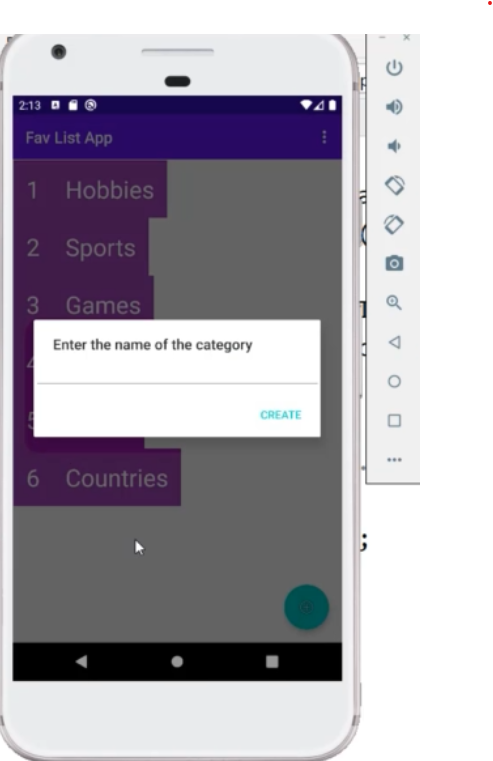 2:13
Fav List App
1 Hobbies
2 Sports
3 Games
Enter the name of the category
CREATE
6 Countries